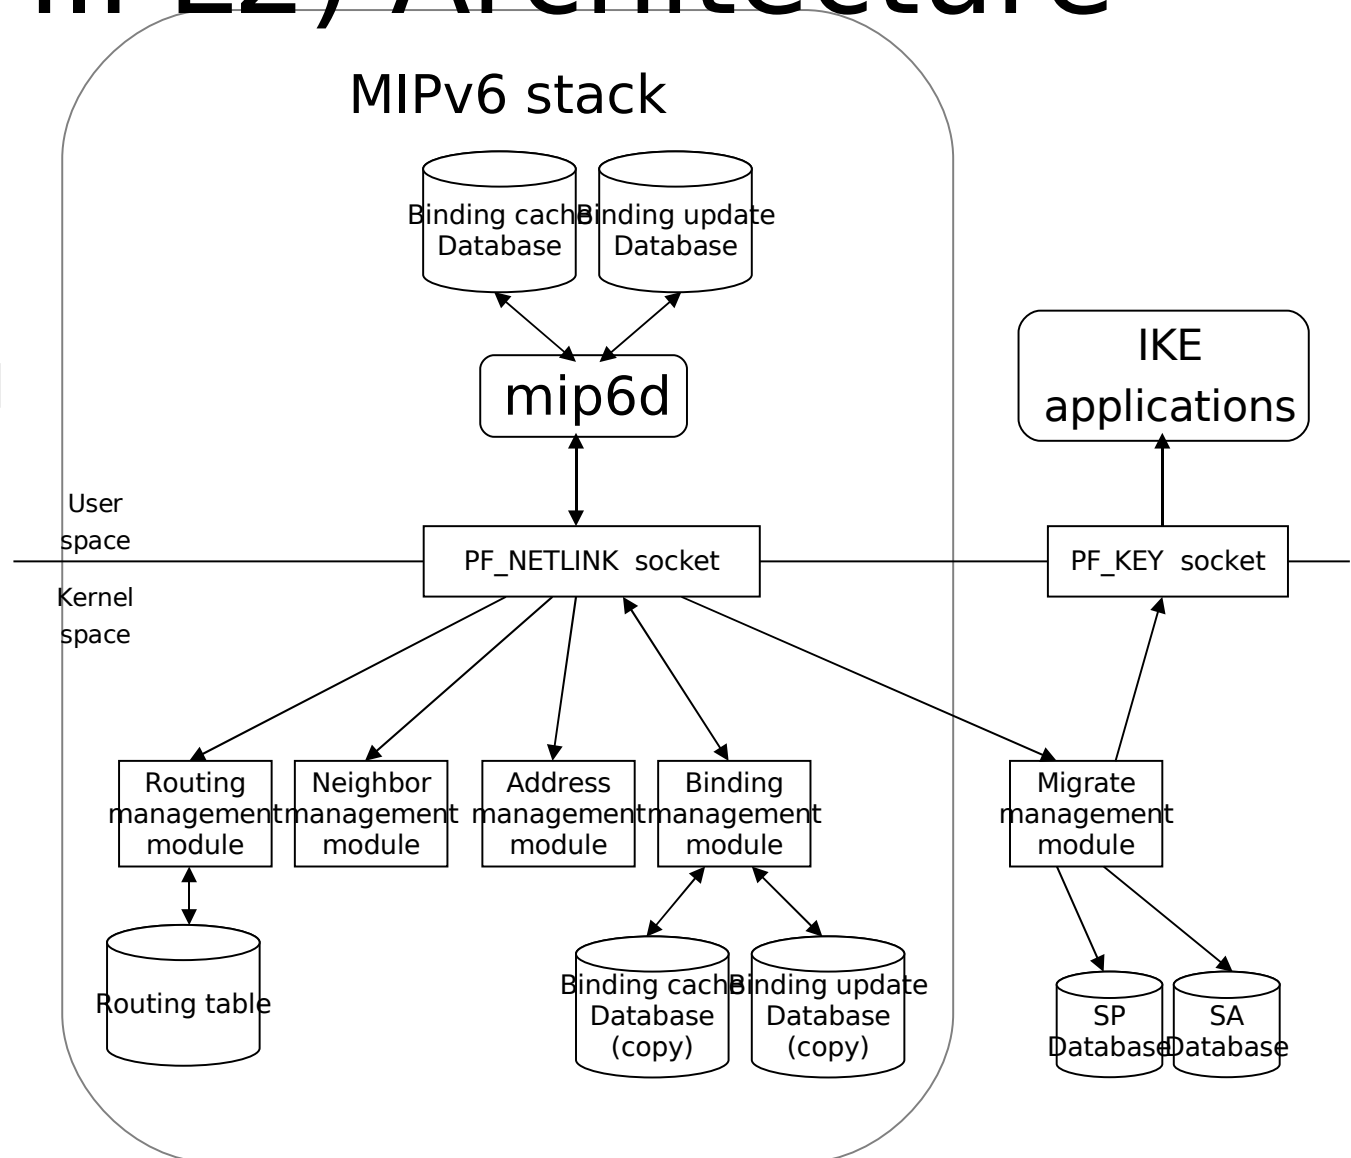 Architecture
MIPv6 stack
Binding cache
Database
Binding update
Database
mip6d
IKE
applications
User
space
PF_NETLINK socket
PF_KEY socket
Kernel
space
Routing
management
module
Neighbor
management
module
Address
management
module
Binding
management
module
Migrate
management
module
Routing table
Binding cache
Database
(copy)
Binding update
Database
(copy)
SP
Database
SA
Database